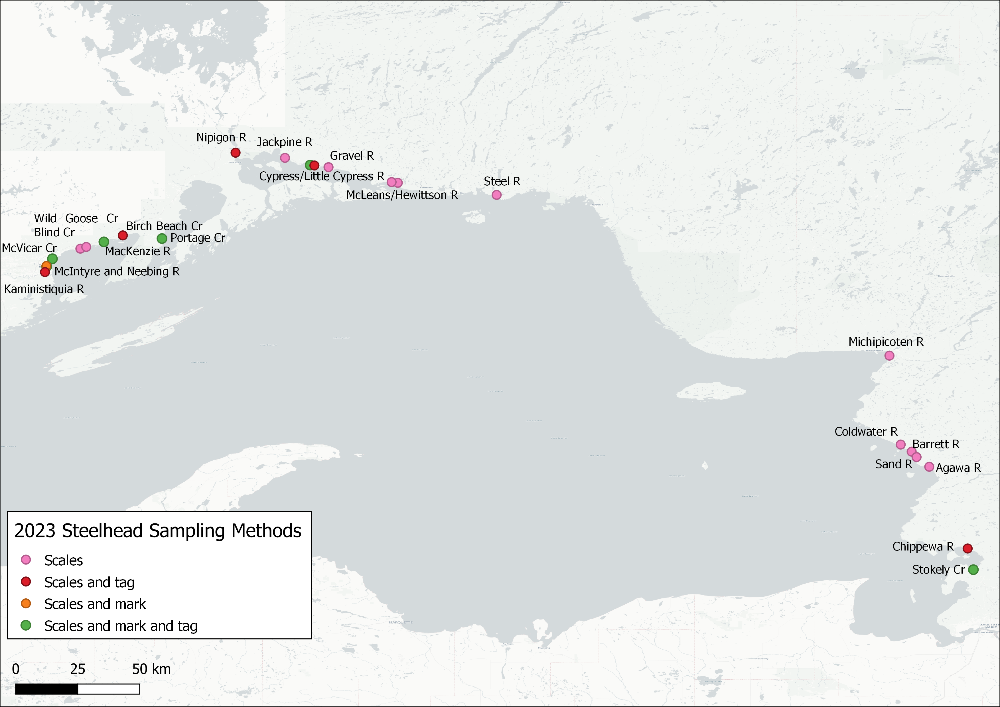 Nipigon R
Jackpine R
Gravel R
Cypress/Little Cypress R
McLeans/Hewittson R
Steel R
Wild Goose Cr
Blind Cr
Birch Beach Cr
Portage Cr
McVicar Cr
MacKenzie R
McIntyre and Neebing R
Kaministiquia R
Michipicoten R
Coldwater R
Barrett R
Sand R
Agawa R
Chippewa R
Stokely Cr
2023 Steelhead Sampling Methods
Scales
Scales and tag
Scales and mark
Scales and mark and tag
MARQUETTE
0 25 50 km